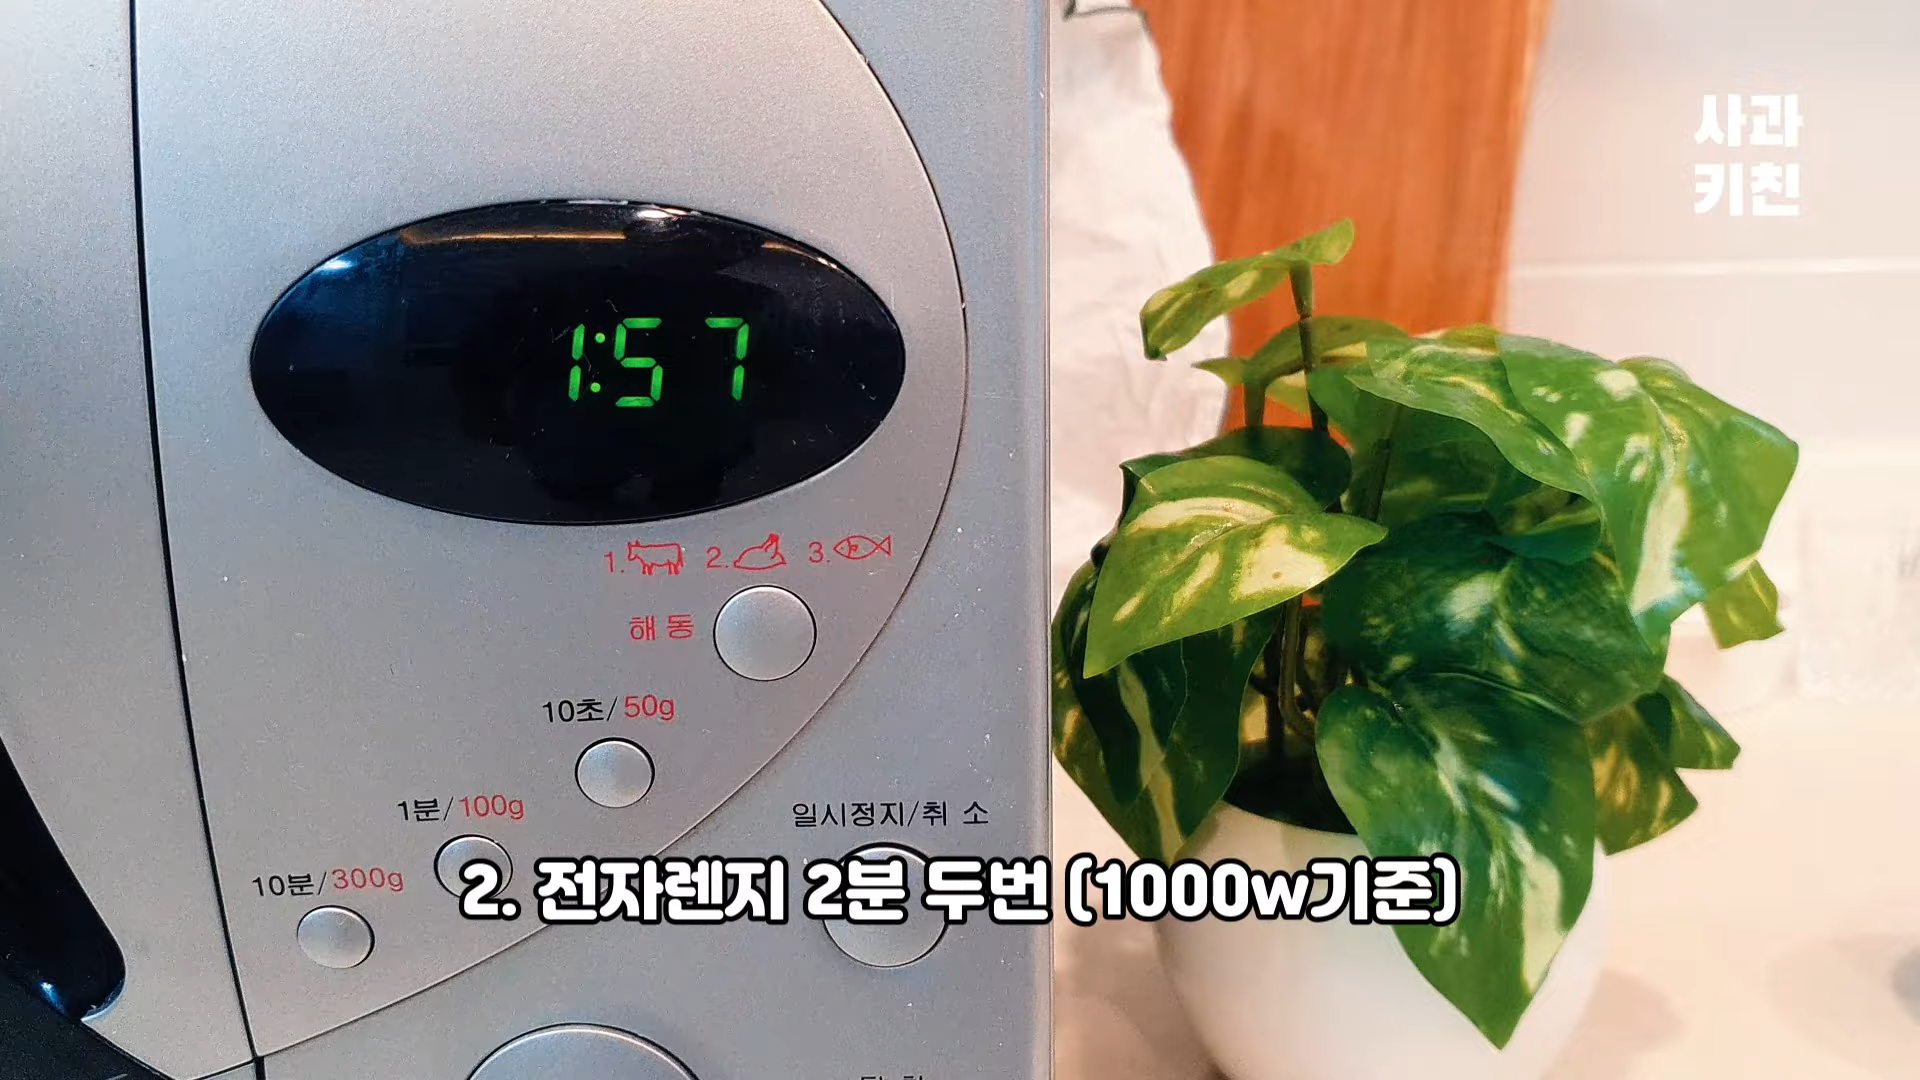 사과
키친
1:57
1. 2. 3.
해동
10초/50g
1분/100g
일시정지/취 소
10분/300g
2. 전자렌지 2분 두번 (1000w기준)